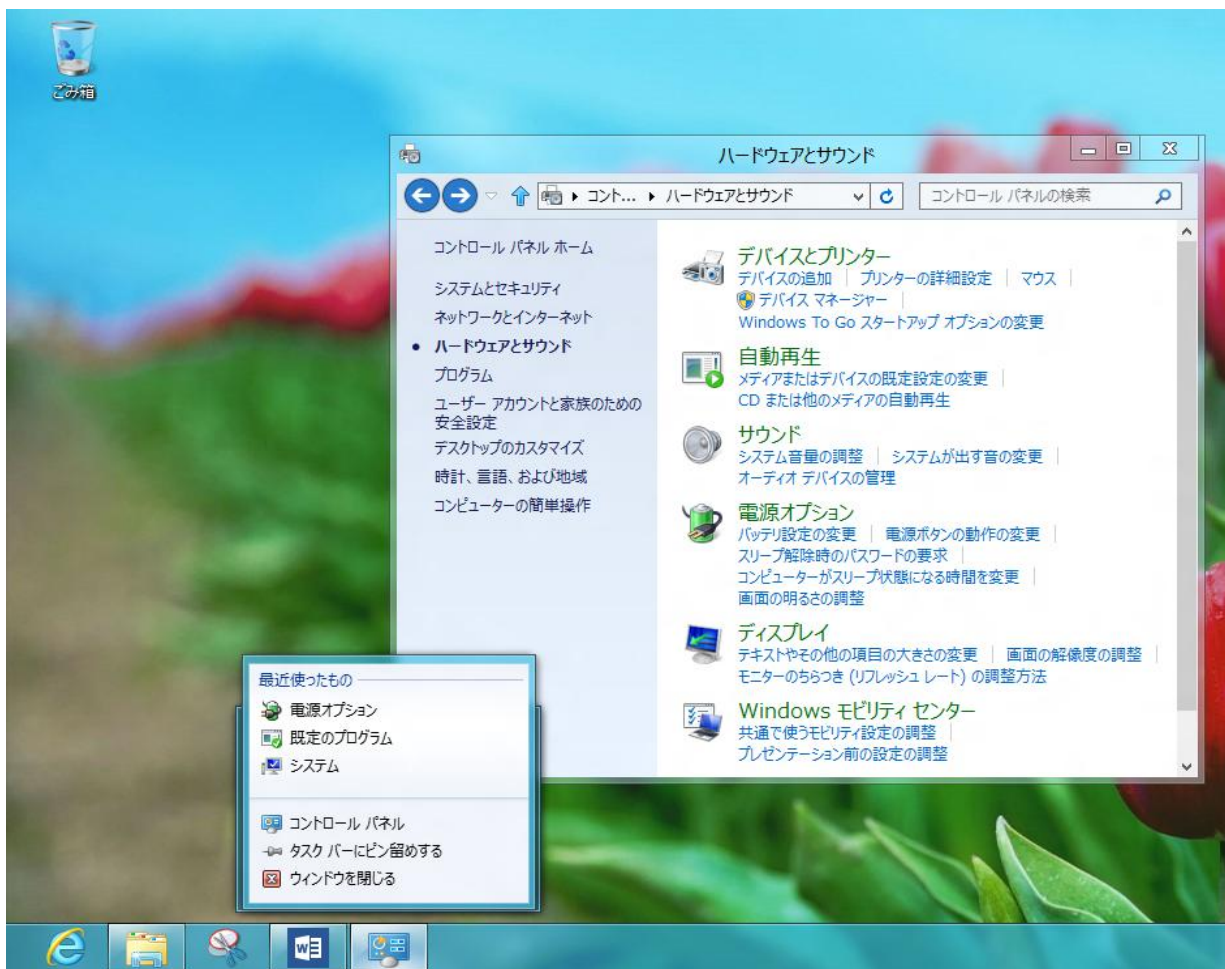 ごみ箱
ハードウェアとサウンド
コント... ハードウェアとサウンド
コントロール パネルの検索
コントロール パネル ホーム
システムとセキュリティ
ネットワークとインターネット
ハードウェアとサウンド
プログラム
ユーザー アカウントと家族のための
安全設定
デスクトップのカスタマイズ
時計、言語、および地域
コンピューターの簡単操作
デバイスとプリンター
デバイスの追加 プリンターの詳細設定 マウス
デバイス マネージャー
Windows To Go スタートアップ オプションの変更
自動再生
メディアまたはデバイスの既定設定の変更
CD または他のメディアの自動再生
サウンド
システム音量の調整 システムが出す音の変更
オーディオ デバイスの管理
電源オプション
バッテリ設定の変更 電源ボタンの動作の変更
スリープ解除時のパスワードの要求
コンピューターがスリープ状態になる時間を変更
画面の明るさの調整
ディスプレイ
テキストやその他の項目の大きさの変更 画面の解像度の調整
モニターのちらつき (リフレッシュ レート) の調整方法
Windows モビリティ センター
共通で使うモビリティ設定の調整
プレゼンテーション前の設定の調整
最近使ったもの
電源オプション
既定のプログラム
システム
コントロール パネル
タスク バーにピン留めする
ウィンドウを閉じる